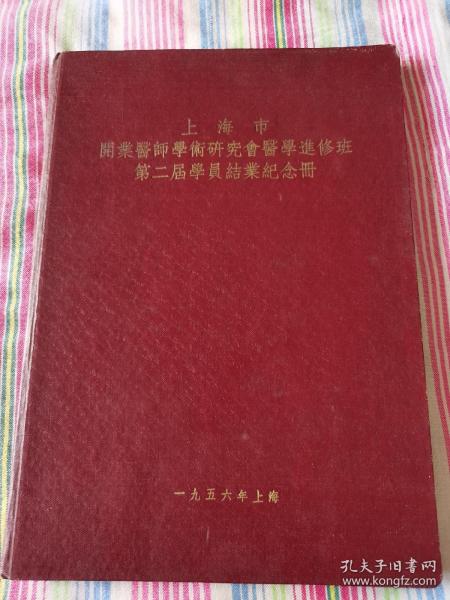 上海市
開業醫師學術研究會醫學進修班
第二屆學員結業紀念冊
一九五六年上海
孔夫子旧书网
www.kongfz.com